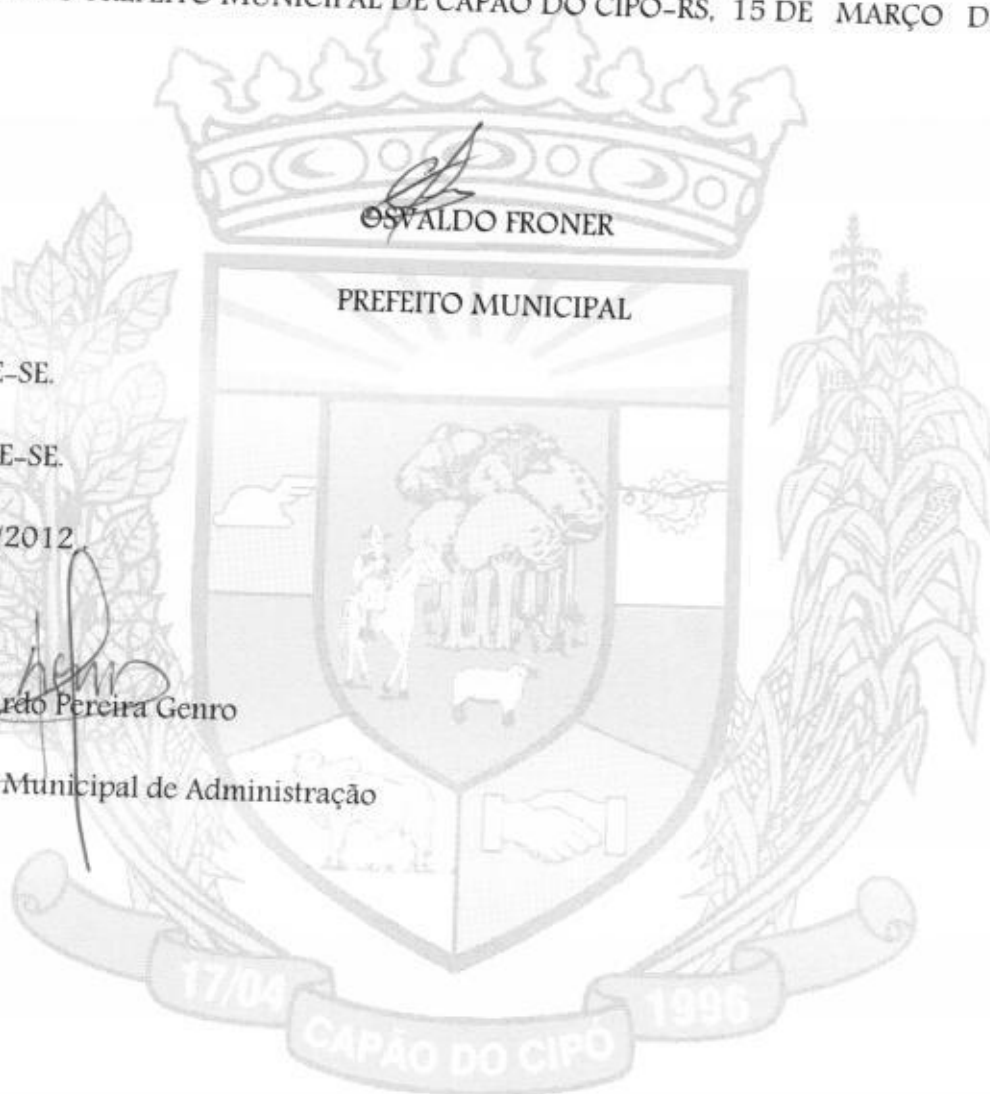 PREFEITO MUNICIPAL DE CAPÃO DO CIPÓ-RS, 15 DE MARÇO D
OSVALDO FRONER
PREFEITO MUNICIPAL
E-SE.
E-SE.
/2012
rdo Pereira Genro
Municipal de Administração
17/04
CAPÃO DO CIPÓ
1996